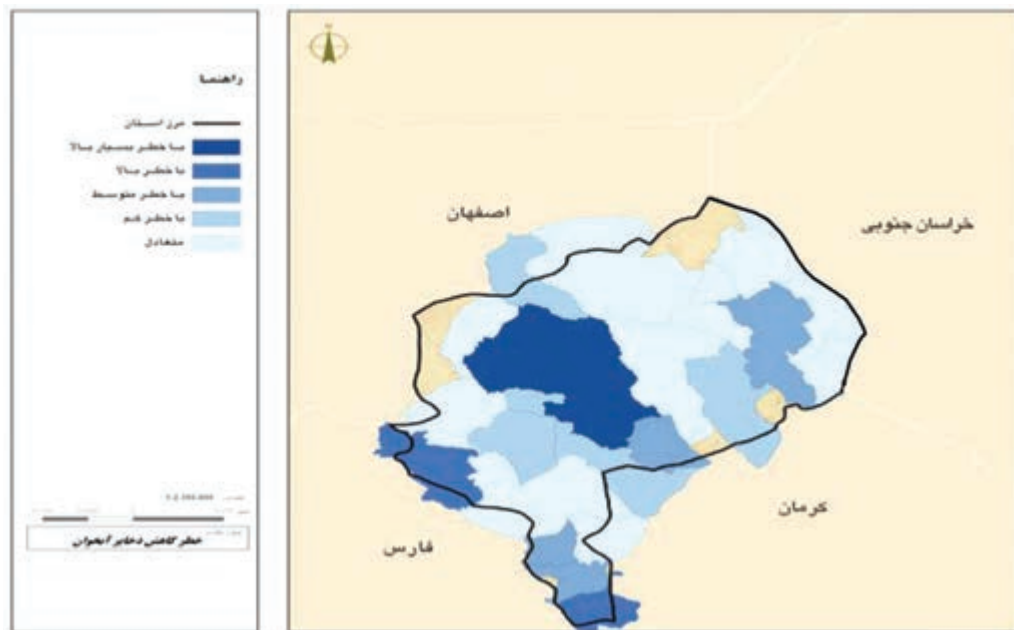 راهنما
مرز استان
با خطر بسیار بالا
با خطر بالا
با خطر متوسط
با خطر کم
متعادل
خطر کاهش ذخایر آبخوان
اصفهان
خراسان جنوبی
کرمان
فارس